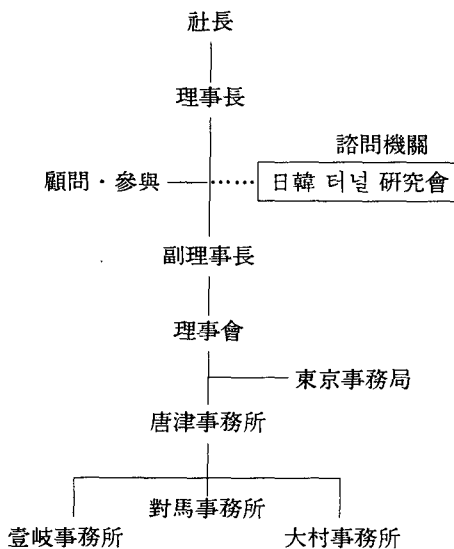 社長
理事長
諮問機關
顧問・參與
日韓 터널 硏究會
副理事長
理事會
東京事務局
唐津事務所
對馬事務所
壹岐事務所
大村事務所